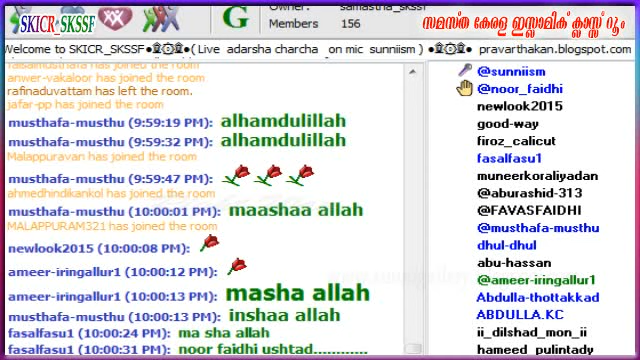 SKICR_SKSSF
G
Owner: samastha_skssf
Members 156
സമസ്ത കേരള ഇസ്ലാമിക് ക്ലാസ്സ് റൂം
Welcome to SKICR_SKSSF●۩۞۩●( Live adarsha charcha on mic sunniism ) ●۩۞۩● pravarthakan.blogspot.com
faisalmusthafa has joined the room
anwer-vakaloor has joined the room
rafinaduvattam has left the room.
jafar-pp has joined the room
musthafa-musthu (9:59:19 PM): alhamdulillah
musthafa-musthu (9:59:32 PM): alhamdulillah
Malappuravan has joined the room
musthafa-musthu (9:59:47 PM):
ahmedhindikankol has joined the room
musthafa-musthu (10:00:01 PM): maashaa allah
MALAPPURAM321 has joined the room
newlook2015 (10:00:08 PM):
ameer-iringallur1 (10:00:12 PM):
ameer-iringallur1 (10:00:13 PM): masha allah
musthafa-musthu (10:00:13 PM): inshaa allah
fasalfasu1 (10:00:24 PM): ma sha allah
fasalfasu1 (10:00:31 PM): noor faidhi ushtad............
@sunniism
@noor_faidhi
newlook2015
good-way
firoz_calicut
fasalfasu1
muneerkoraliyadan
@aburashid-313
@FAVASFAIDHI
@musthafa-musthu
dhul-dhul
abu-hassan
@ameer-iringallur1
Abdulla-thottakkad
ABDULLA.KC
ii_dilshad_mon_ii
hameed_pulintady